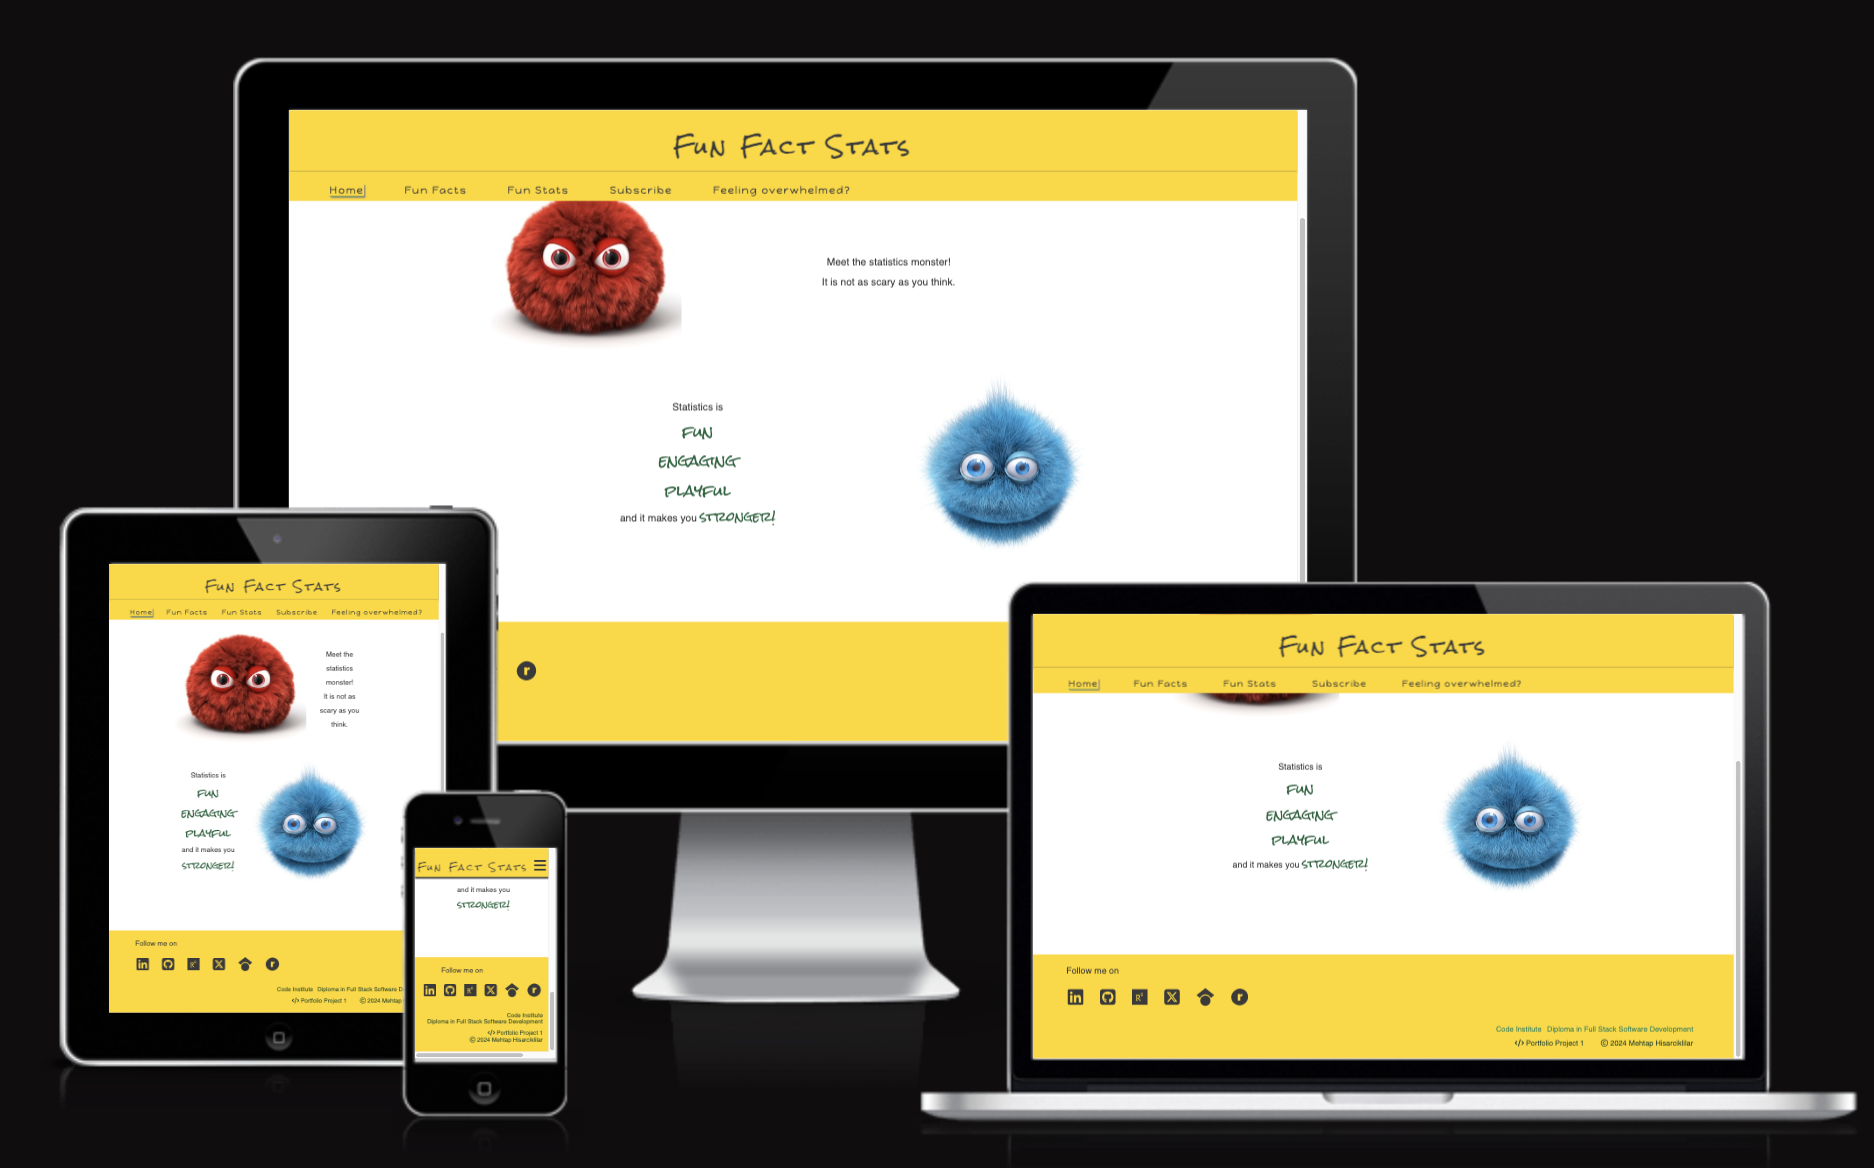 Fun Fact Stats
Home Fun Facts Fun Stats Subscribe Feeling overwhelmed?
Meet the statistics monster!
It is not as scary as you think.
Statistics is
FUN
ENGAGING
PLAYFUL
and it makes you STRONGER!
Fun Fact Stats
Home Fun Facts Fun Stats Subscribe Feeling overwhelmed?
Meet the
statistics
monster!
It is not as
scary as you
think.
Statistics is
FUN
ENGAGING
PLAYFUL
and it makes you
STRONGER!
Follow me on
Code Institute Diploma in Full Stack Software D
</> Portfolio Project 1 © 2024 Mehtap
Fun Fact Stats
and it makes you
STRONGER!
Follow me on
Code Institute
Diploma in Full Stack Software Development
</> Portfolio Project 1
© 2024 Mehtap Hisarciklilar
Fun Fact Stats
Home Fun Facts Fun Stats Subscribe Feeling overwhelmed?
Statistics is
FUN
ENGAGING
PLAYFUL
and it makes you STRONGER!
Follow me on
Code Institute Diploma in Full Stack Software Development
</> Portfolio Project 1 © 2024 Mehtap Hisarciklilar